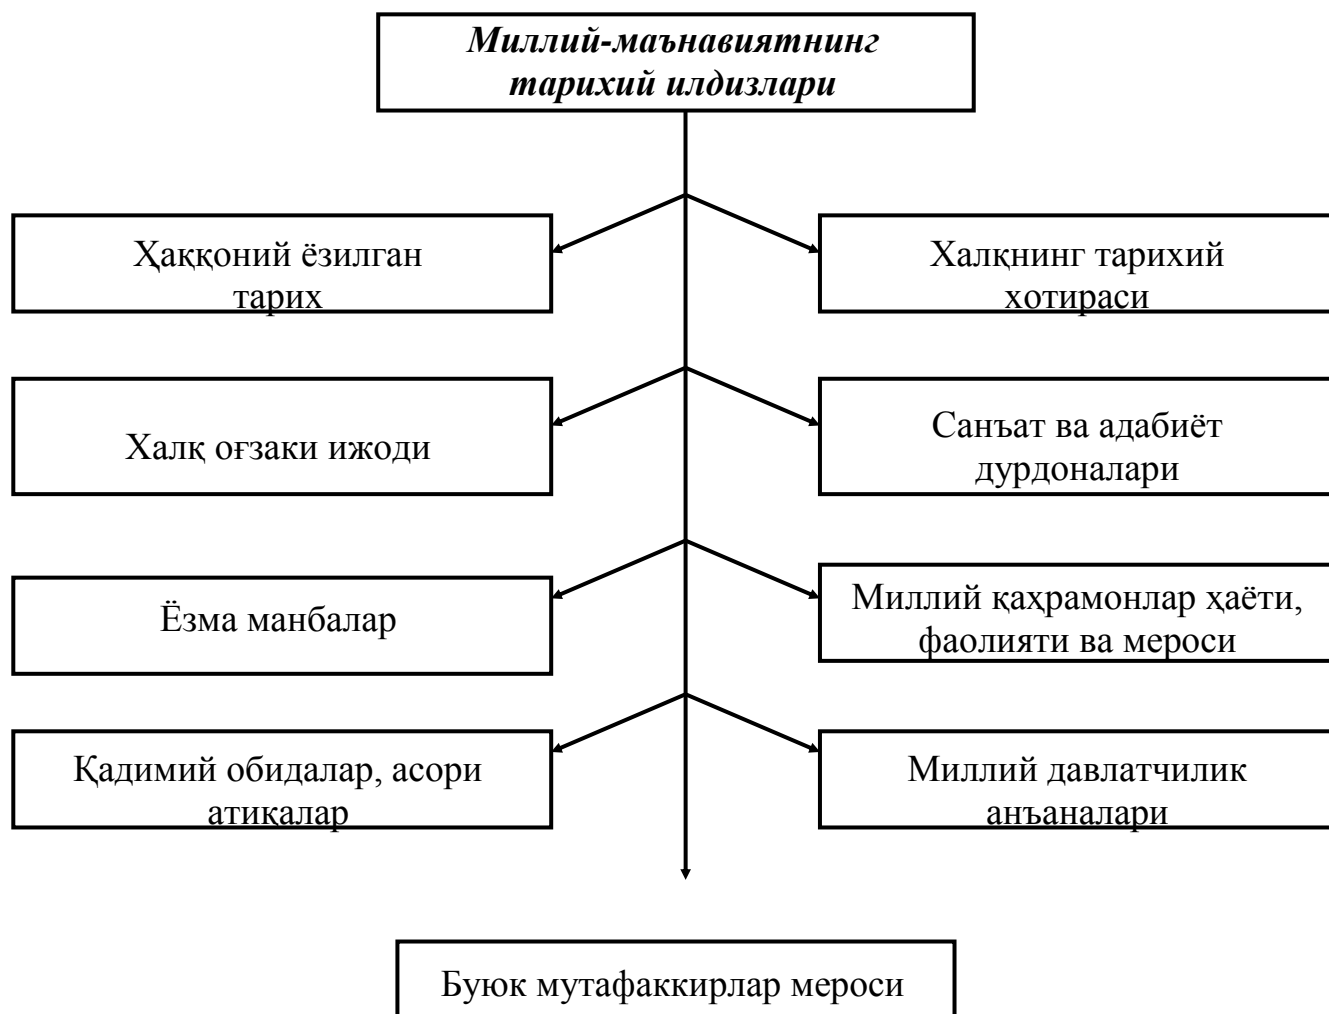 Миллий-маънавиятнинг
тарихий илдизлари
Ҳаққоний ёзилган
тарих
Халқнинг тарихий
хотираси
Халқ оғзаки ижоди
Санъат ва адабиёт
дурдоналари
Ёзма манбалар
Миллий қаҳрамонлар ҳаёти,
фаолияти ва мероси
Қадимий обидалар, асори
атиқалар
Миллий давлатчилик
анъаналари
Буюк мутафаккирлар мероси